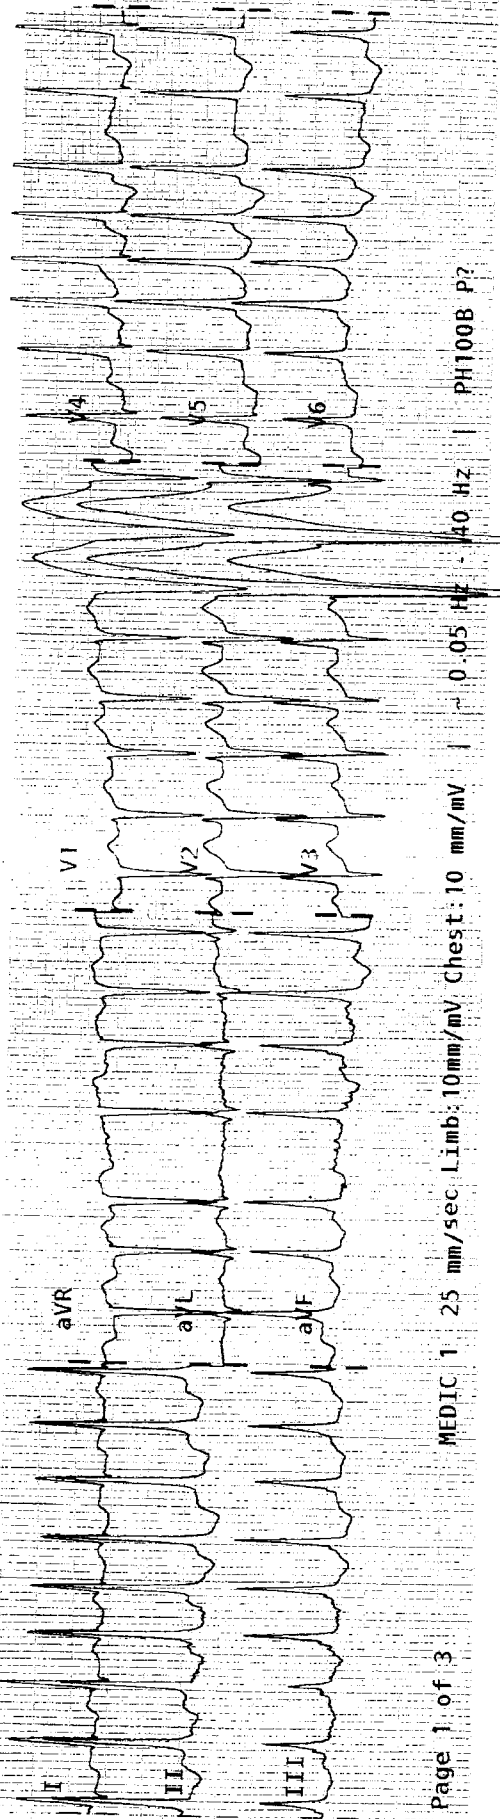 I
II
III
aVR
aVL
aVF
V1
V2
V3
V4
V5
V6
Page 1 of 3 MEDIC 1 25 mm/sec Limb:10mm/mV Chest:10 mm/mV | ~ 0.05 Hz - 40 Hz | PH100B P?